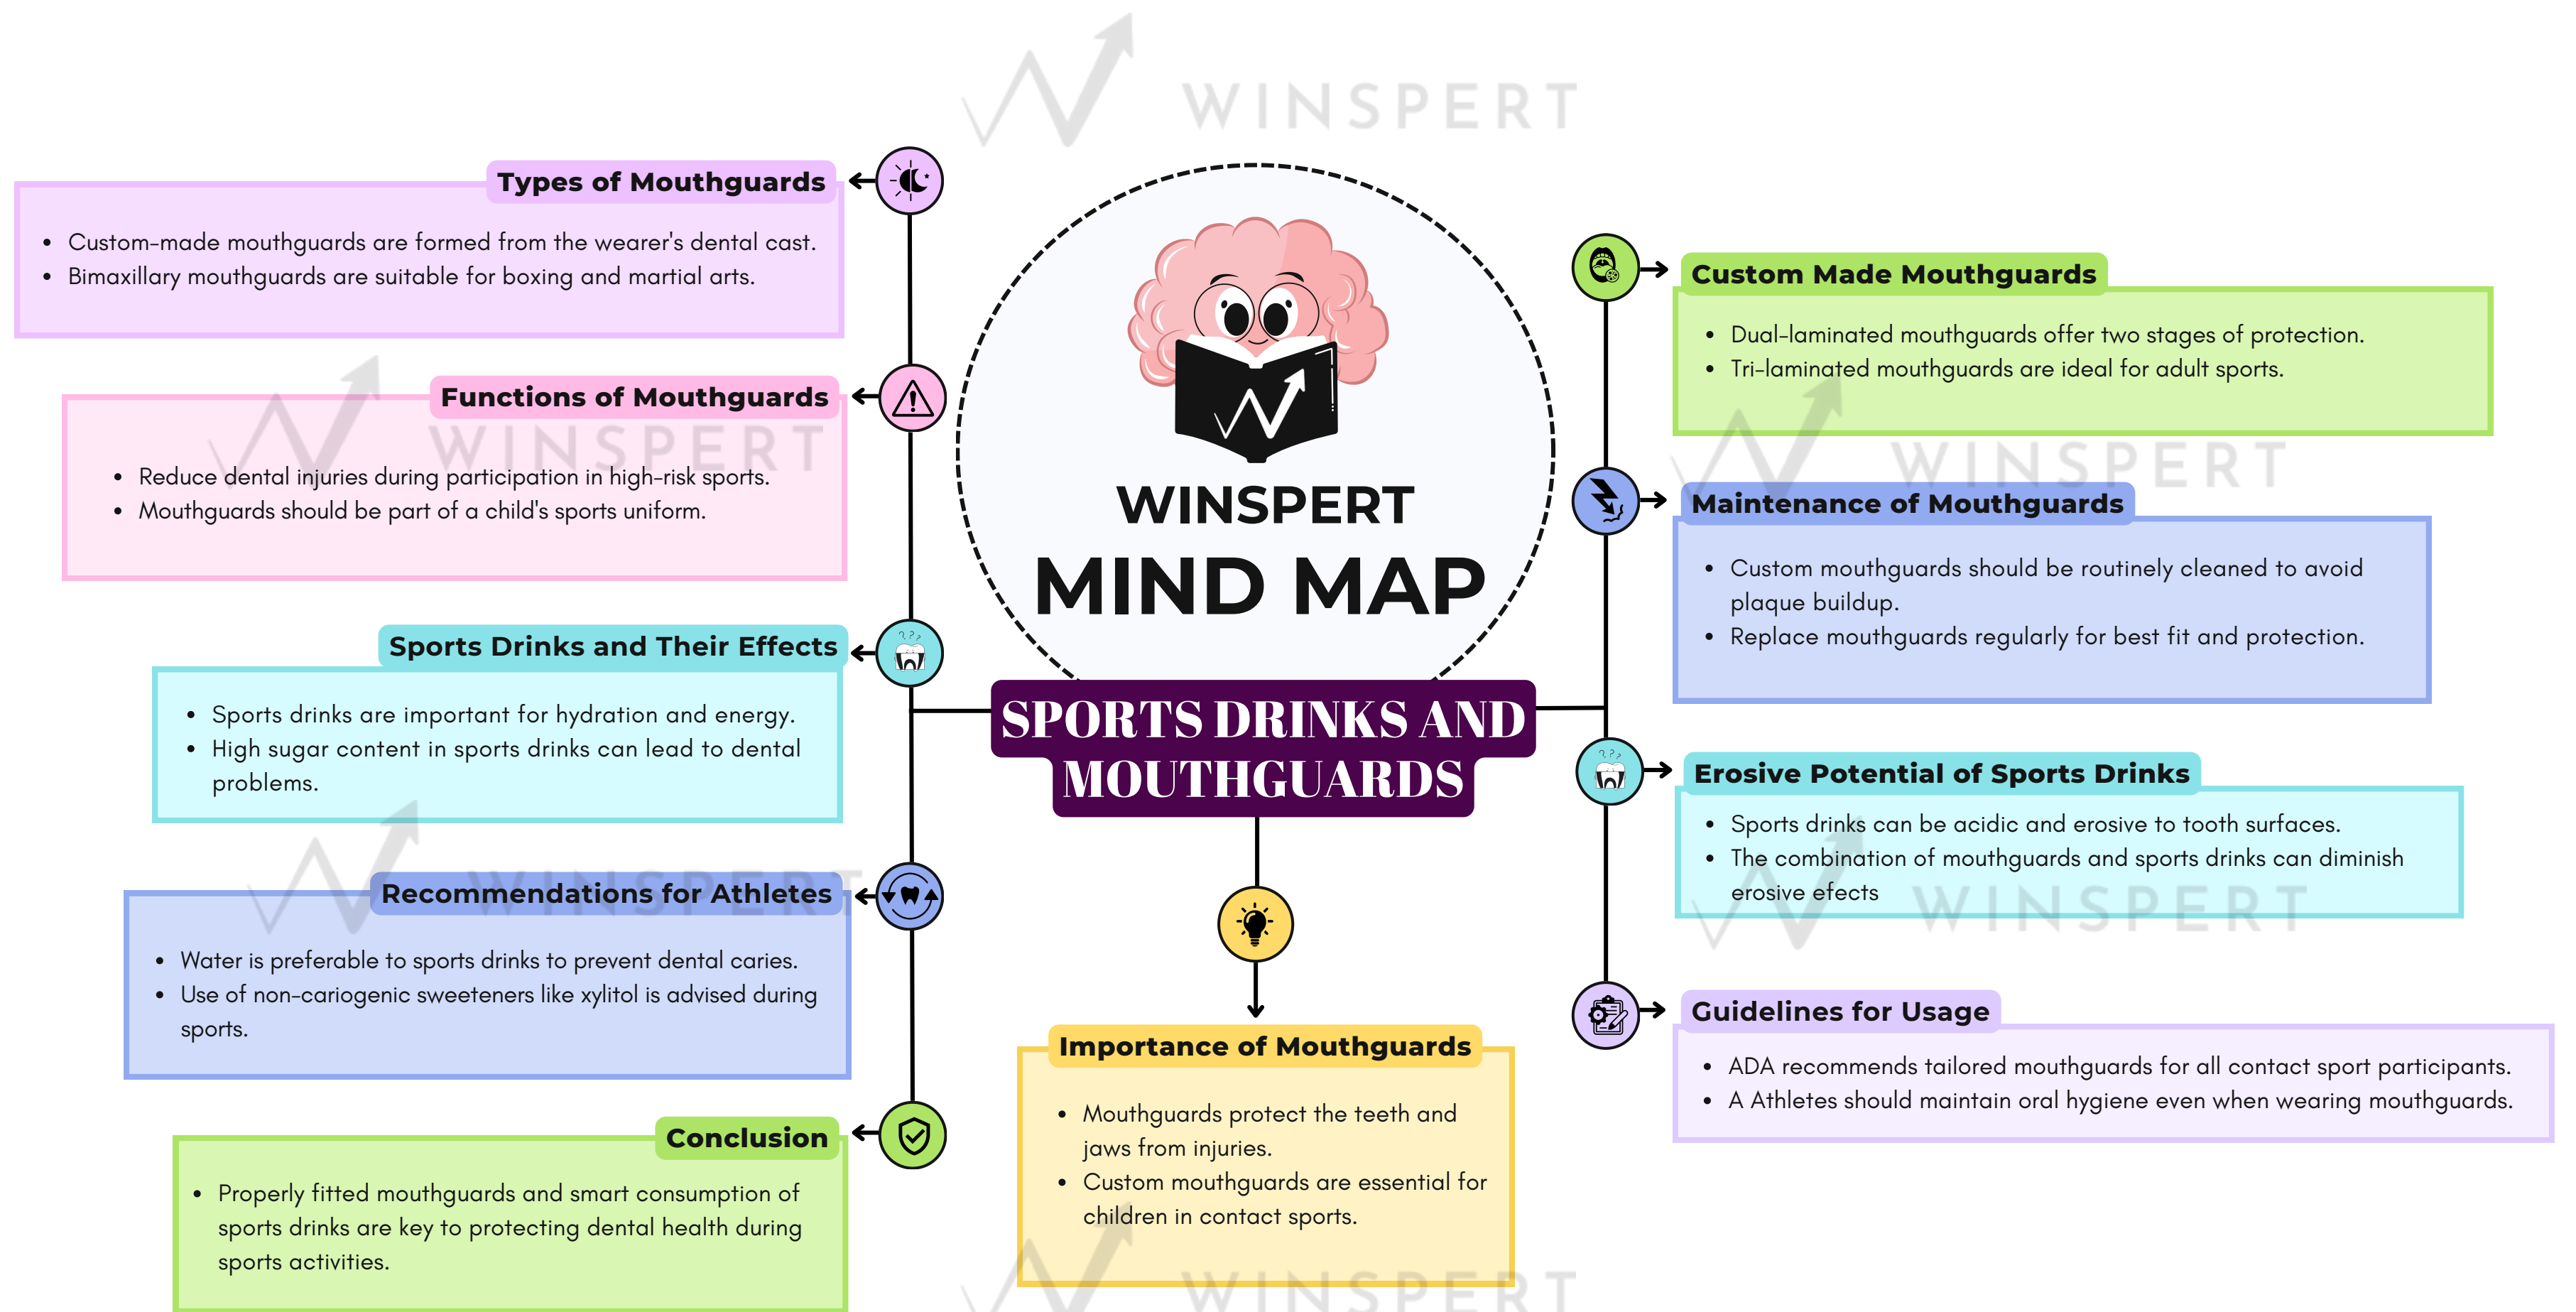 WINSPERT
Types of Mouthguards
• Custom-made mouthguards are formed from the wearer's dental cast.
• Bimaxillary mouthguards are suitable for boxing and martial arts.
Functions of Mouthguards
WINSPERT
• Reduce dental injuries during participation in high-risk sports.
• Mouthguards should be part of a child's sports uniform.
Sports Drinks and Their Effects
• Sports drinks are important for hydration and energy.
• High sugar content in sports drinks can lead to dental
problems.
Recommendations for Athletes
WINSPERT
• Water is preferable to sports drinks to prevent dental caries.
• Use of non-cariogenic sweeteners like xylitol is advised during
sports.
Conclusion
• Properly fitted mouthguards and smart consumption of
sports drinks are key to protecting dental health during
sports activities.
WINSPERT
MIND MAP
SPORTS DRINKS AND
MOUTHGUARDS
Importance of Mouthguards
• Mouthguards protect the teeth and
jaws from injuries.
• Custom mouthguards are essential for
children in contact sports.
WINSPERT
Custom Made Mouthguards
• Dual-laminated mouthguards offer two stages of protection.
• Tri-laminated mouthguards are ideal for adult sports.
WINSPERT
Maintenance of Mouthguards
• Custom mouthguards should be routinely cleaned to avoid
plaque buildup.
• Replace mouthguards regularly for best fit and protection.
Erosive Potential of Sports Drinks
• Sports drinks can be acidic and erosive to tooth surfaces.
• The combination of mouthguards and sports drinks can diminish
erosive efects
WINSPERT
Guidelines for Usage
• ADA recommends tailored mouthguards for all contact sport participants.
• A Athletes should maintain oral hygiene even when wearing mouthguards.